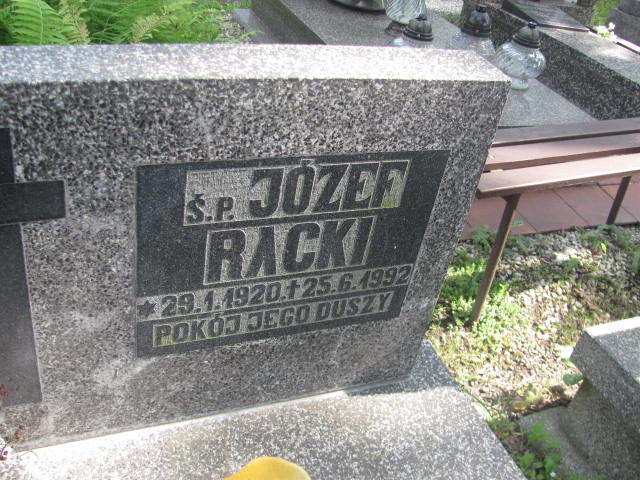 Ś.P. JÓZEF
RACKI
* 29.1.1920. † 25.6.1992
POKÓJ JEGO DUSZY